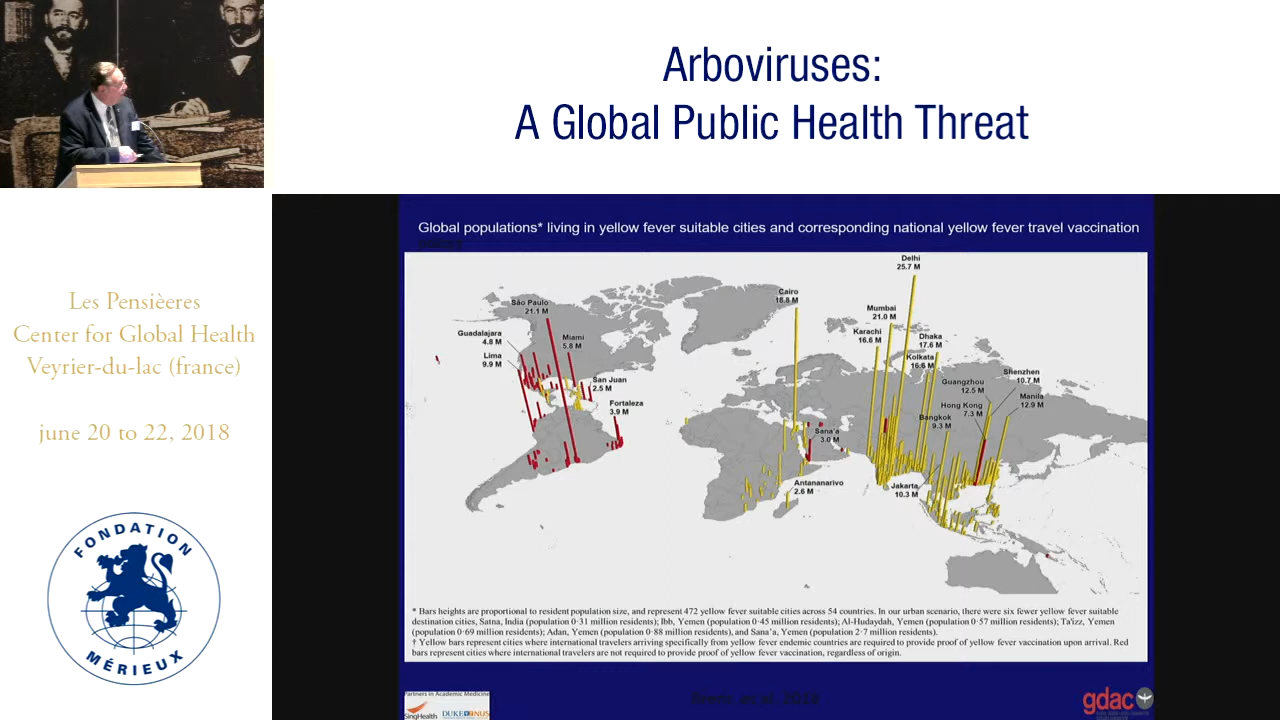 Arboviruses:
A Global Public Health Threat
Les Pensièeres
Center for Global Health
Veyrier-du-lac (france)
june 20 to 22, 2018
FONDATION
MÉRIEUX
Global populations* living in yellow fever suitable cities and corresponding national yellow fever travel vaccination
Delhi
25.7 M
Cairo
18.8 M
São Paulo
21.1 M
Mumbai
21.0 M
Guadalajara
4.8 M
Miami
5.8 M
Karachi
16.6 M
Dhaka
17.6 M
Lima
9.9 M
Kolkata
16.6 M
San Juan
2.5 M
Guangzhou
12.5 M
Shenzhen
10.7 M
Fortaleza
3.9 M
Hong Kong
7.3 M
Manila
12.9 M
Bangkok
9.3 M
Sana'a
3.0 M
Antananarivo
2.6 M
Jakarta
10.3 M
* Bars heights are proportional to resident population size, and represent 472 yellow fever suitable cities across 54 countries. In our urban scenario, there were six fewer yellow fever suitable
destination cities, Satna, India (population 0·31 million residents); Ibb, Yemen (population 0·45 million residents); Al-Hudaydah, Yemen (population 0·57 million residents); Ta'izz, Yemen
(population 0·69 million residents); Adan, Yemen (population 0·88 million residents), and Sana'a, Yemen (population 2·7 million residents).
† Yellow bars represent cities where international travelers arriving specifically from yellow fever endemic countries are required to provide proof of yellow fever vaccination upon arrival. Red
bars represent cities where international travelers are not required to provide proof of yellow fever vaccination, regardless of origin.
Partners in Academic Medicine
SingHealth DUKE NUS
gdac